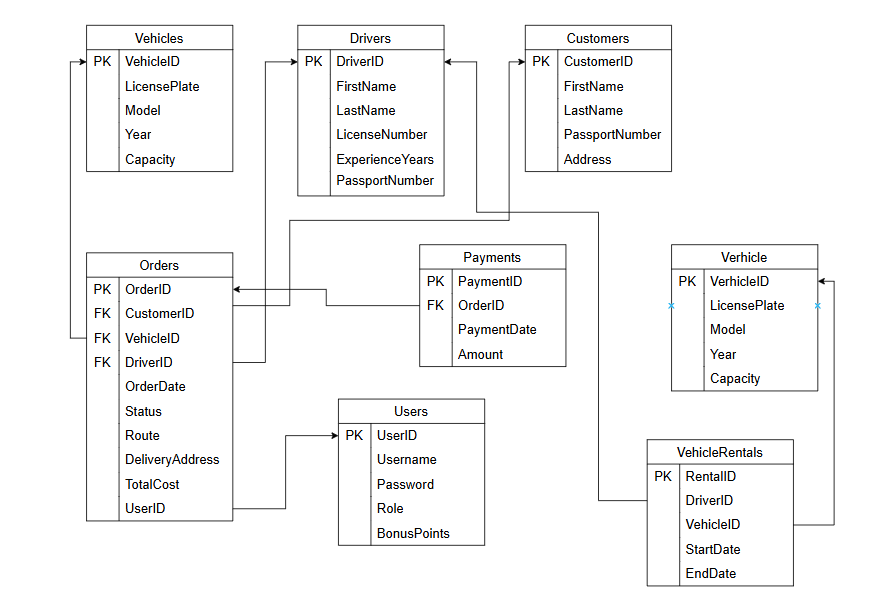 Vehicles
PK VehicleID
LicensePlate
Model
Year
Capacity
Drivers
PK DriverID
FirstName
LastName
LicenseNumber
ExperienceYears
PassportNumber
Customers
PK CustomerID
FirstName
LastName
PassportNumber
Address
Orders
PK OrderID
FK CustomerID
FK VehicleID
FK DriverID
OrderDate
Status
Route
DeliveryAddress
TotalCost
UserID
Payments
PK PaymentID
FK OrderID
PaymentDate
Amount
Verhicle
PK VerhicleID
LicensePlate
Model
Year
Capacity
Users
PK UserID
Username
Password
Role
BonusPoints
VehicleRentals
PK RentalID
DriverID
VehicleID
StartDate
EndDate